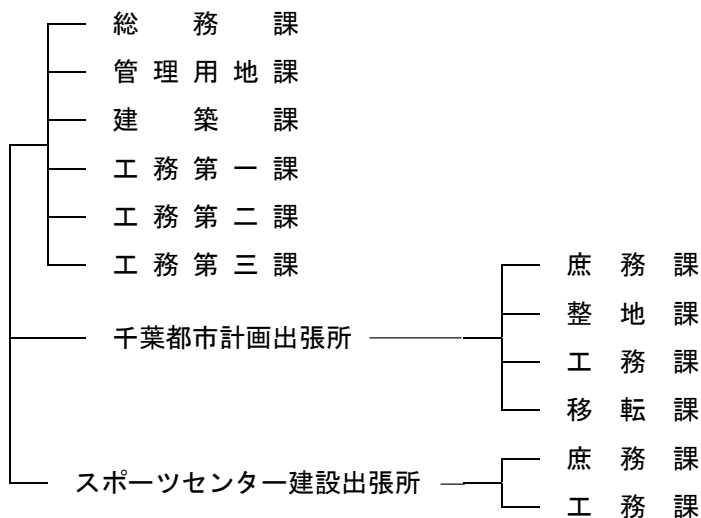 総務課
管理用地課
建築課
工務第一課
工務第二課
工務第三課
千葉都市計画出張所
庶務課
整地課
工務課
移転課
スポーツセンター建設出張所
庶務課
工務課